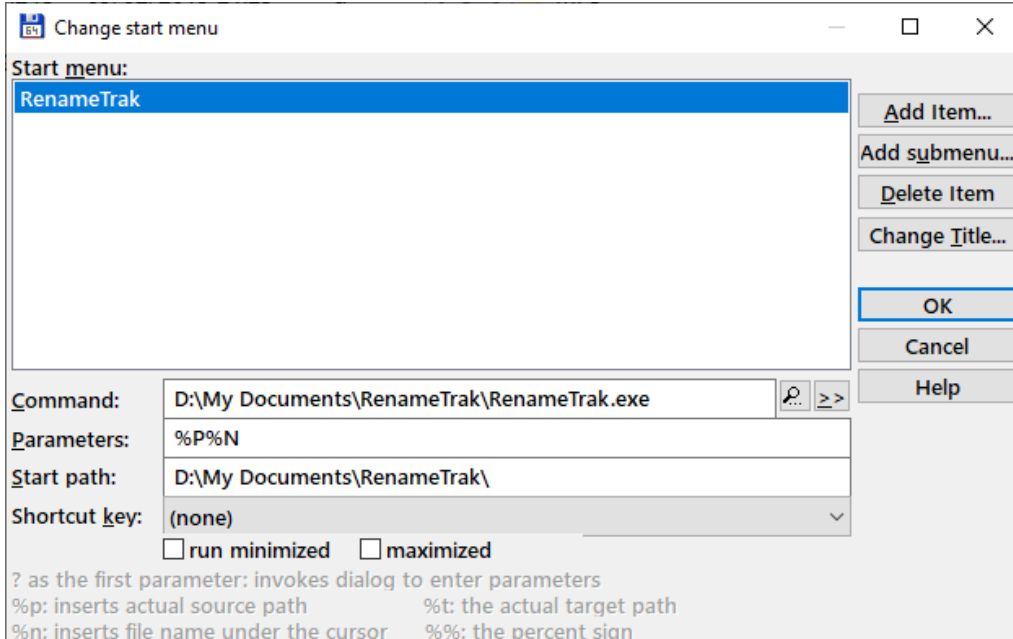 Change start menu
Start menu:
RenameTrak
Add Item...
Add submenu...
Delete Item
Change Title...
OK
Cancel
Help
Command: D:\My Documents\RenameTrak\RenameTrak.exe >>
Parameters: %P%N
Start path: D:\My Documents\RenameTrak\
Shortcut key: (none)
run minimized maximized
? as the first parameter: invokes dialog to enter parameters
%p: inserts actual source path %t: the actual target path
%n: inserts file name under the cursor %%: the percent sign